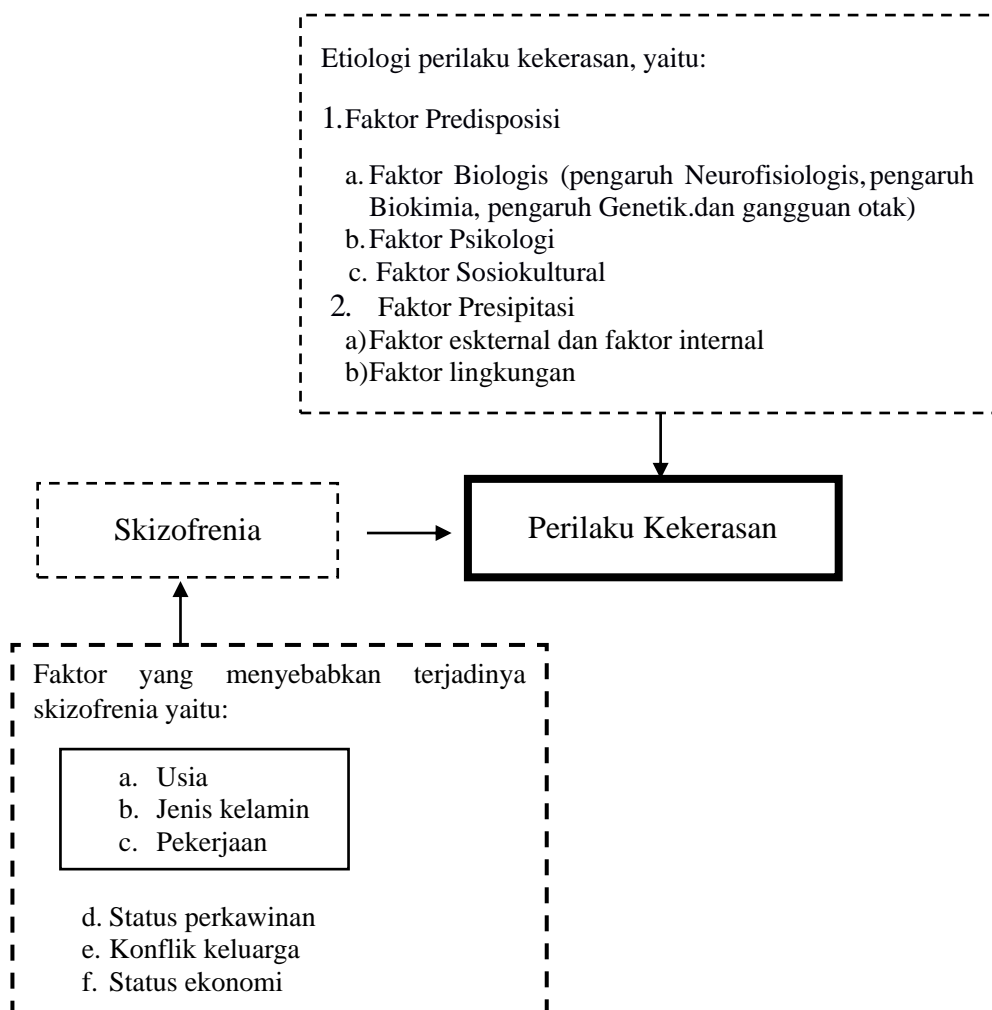 Etiologi perilaku kekerasan, yaitu:
1.Faktor Predisposisi
a. Faktor Biologis (pengaruh Neurofisiologis, pengaruh
Biokimia, pengaruh Genetik.dan gangguan otak)
b. Faktor Psikologi
c. Faktor Sosiokultural
2. Faktor Presipitasi
a)Faktor eskternal dan faktor internal
b)Faktor lingkungan
Skizofrenia
Perilaku Kekerasan
Faktor yang menyebabkan terjadinya
skizofrenia yaitu:
a. Usia
b. Jenis kelamin
c. Pekerjaan
d. Status perkawinan
e. Konflik keluarga
f. Status ekonomi